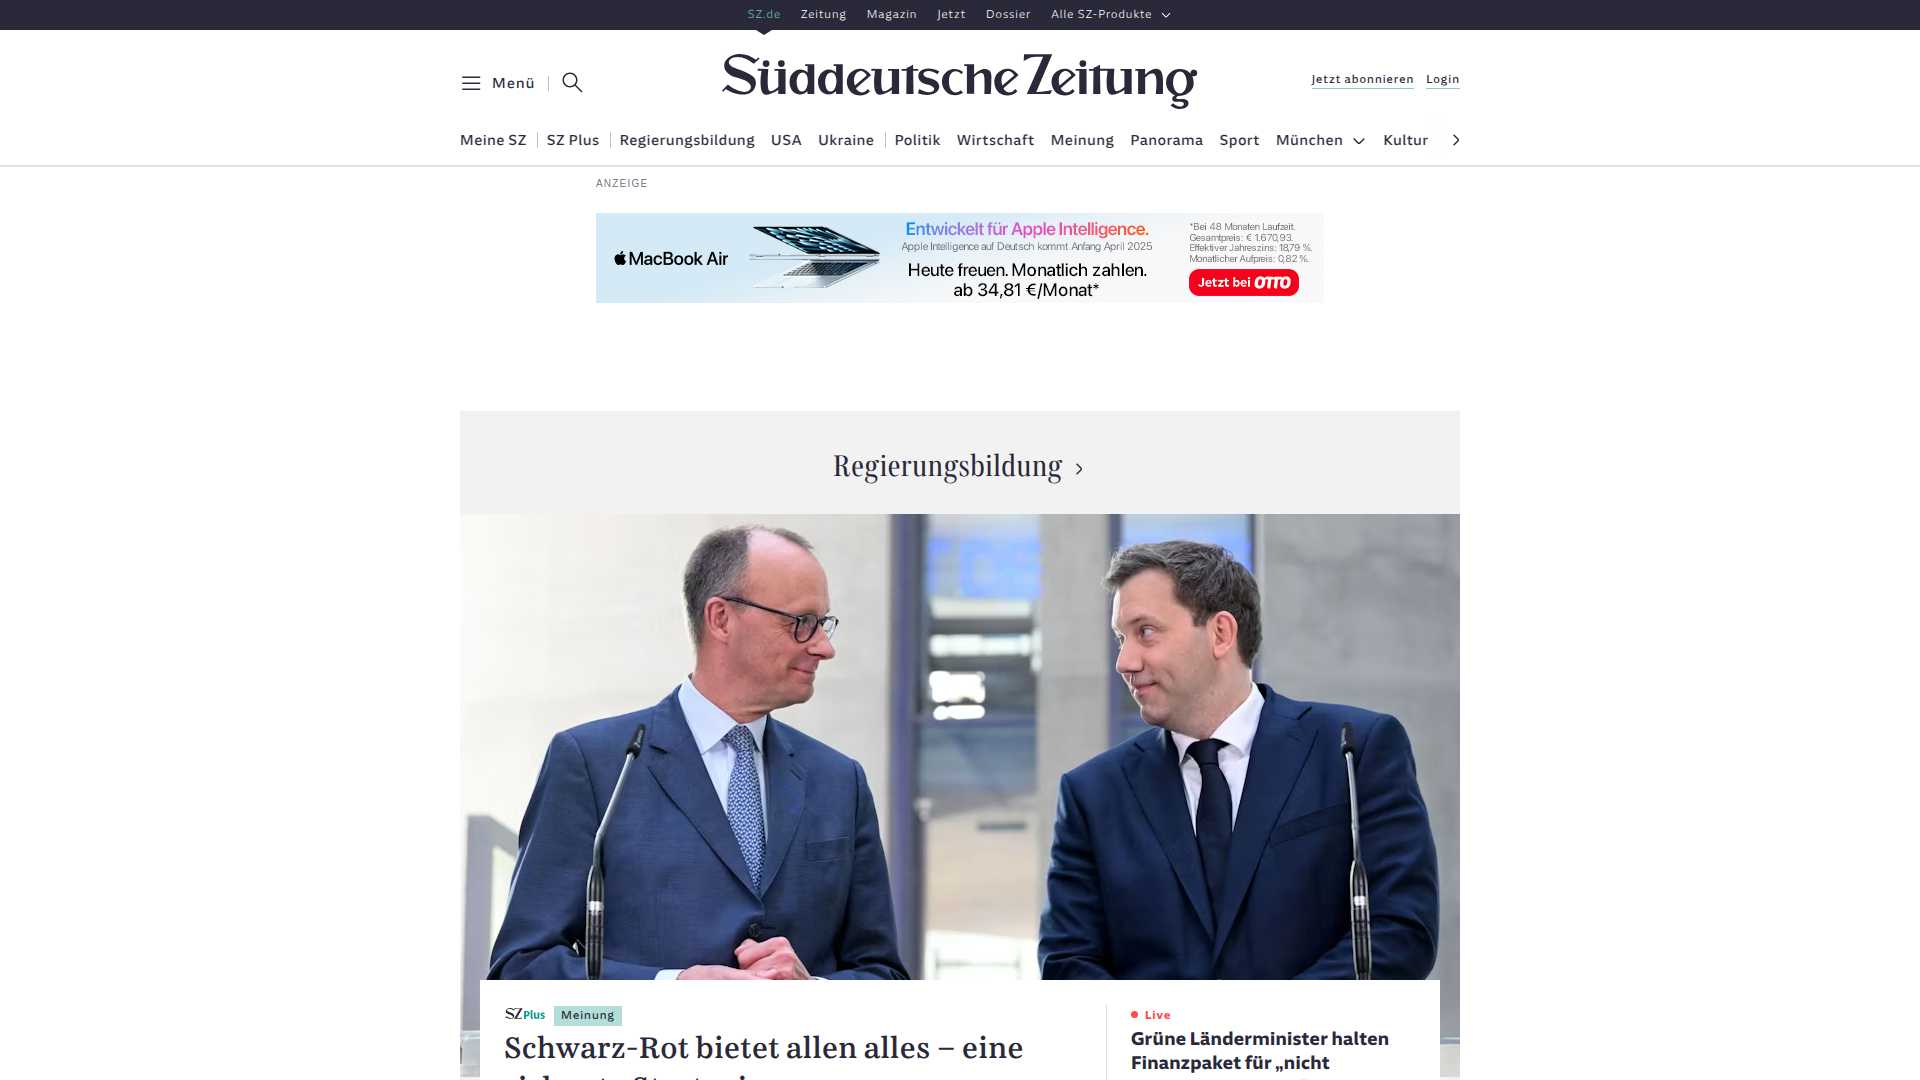 SZ.de Zeitung Magazin Jetzt Dossier Alle SZ-Produkte
Menü
Süddeutsche Zeitung
Jetzt abonnieren Login
Meine SZ SZ Plus Regierungsbildung USA Ukraine Politik Wirtschaft Meinung Panorama Sport München Kultur
ANZEIGE
MacBook Air
Entwickelt für Apple Intelligence.
Apple Intelligence auf Deutsch kommt Anfang April 2025
Heute freuen. Monatlich zahlen.
ab 34,81 €/Monat*
*Bei 48 Monaten Laufzeit.
Gesamtpreis: € 1.670,93.
Effektiver Jahreszins: 18,79 %.
Monatlicher Aufpreis: 0,82 %.
Jetzt bei OTTO
Regierungsbildung
SZ Plus Meinung
Schwarz-Rot bietet allen alles – eine
Live
Grüne Länderminister halten
Finanzpaket für „nicht